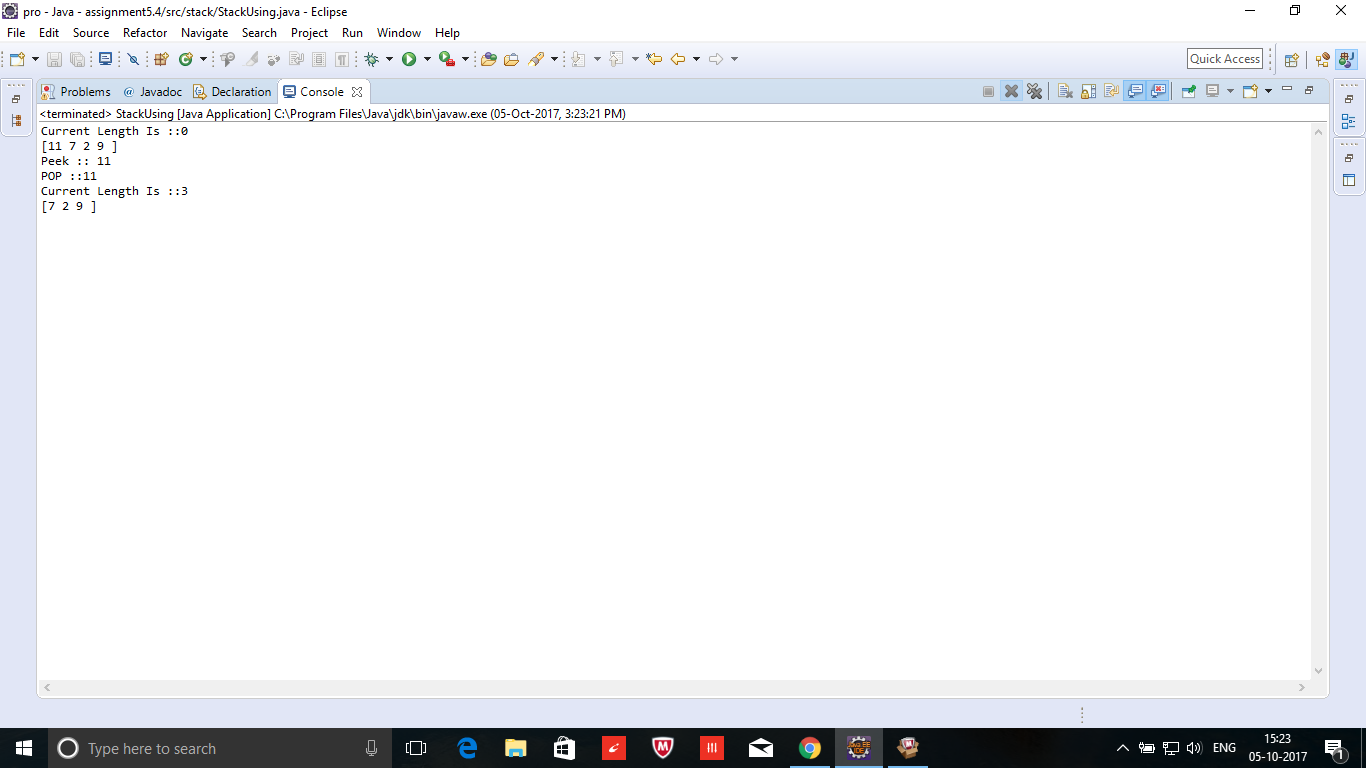 pro - Java - assignment5.4/src/stack/StackUsing.java - Eclipse
File Edit Source Refactor Navigate Search Project Run Window Help
Quick Access
Problems @ Javadoc Declaration Console
<terminated> StackUsing [Java Application] C:\Program Files\Java\jdk\bin\javaw.exe (05-Oct-2017, 3:23:21 PM)
Current Length Is ::0
[11 7 2 9 ]
Peek :: 11
POP ::11
Current Length Is ::3
[7 2 9 ]
Type here to search
ENG
15:23
05-10-2017
1